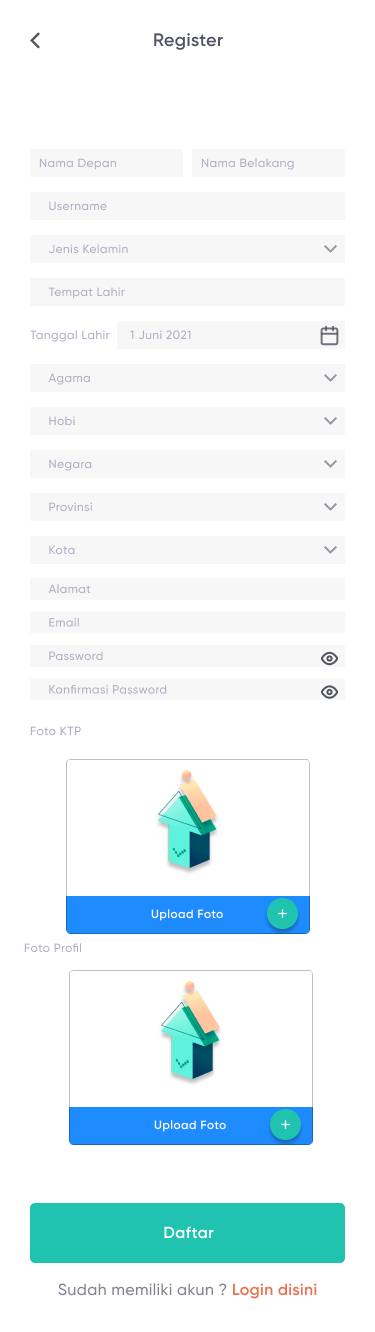 Register
Nama Depan
Nama Belakang
Username
Jenis Kelamin
Tempat Lahir
Tanggal Lahir 1 Juni 2021
Agama
Hobi
Negara
Provinsi
Kota
Alamat
Email
Password
Konfirmasi Password
Foto KTP
Upload Foto +
Foto Profil
Upload Foto +
Daftar
Sudah memiliki akun ? Login disini